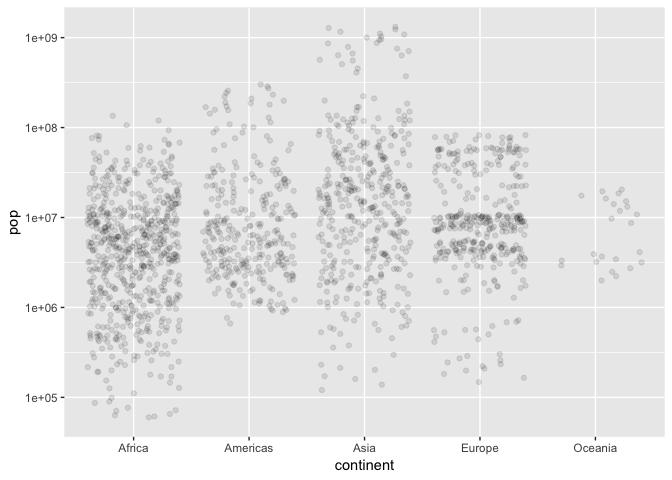 1e+09
1e+08
1e+07
1e+06
1e+05
pop
Africa
Americas
Asia
Europe
Oceania
continent